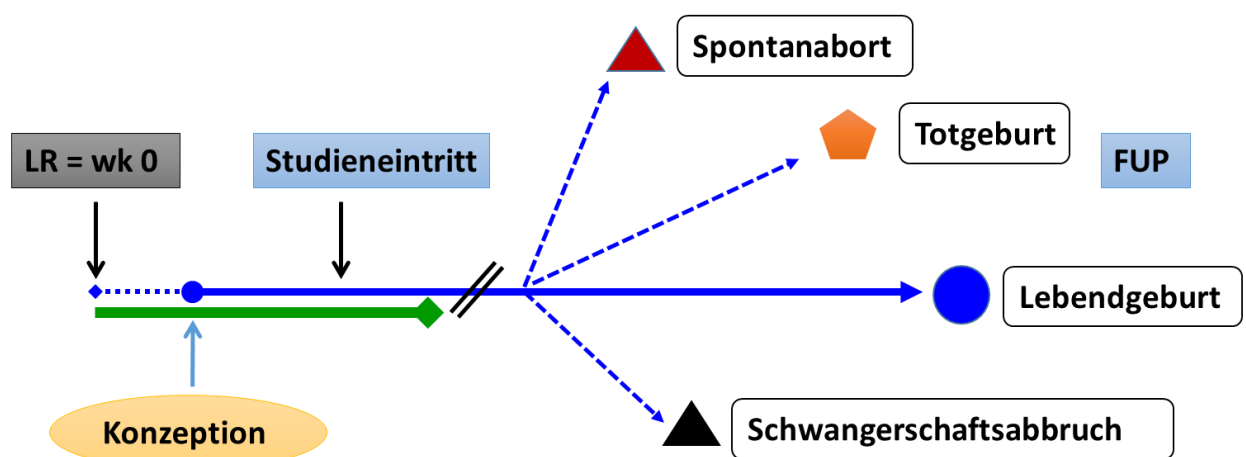 Spontanabort
Totgeburt
LR = wk 0
Studieneintritt
FUP
Lebendgeburt
Konzeption
Schwangerschaftsabbruch